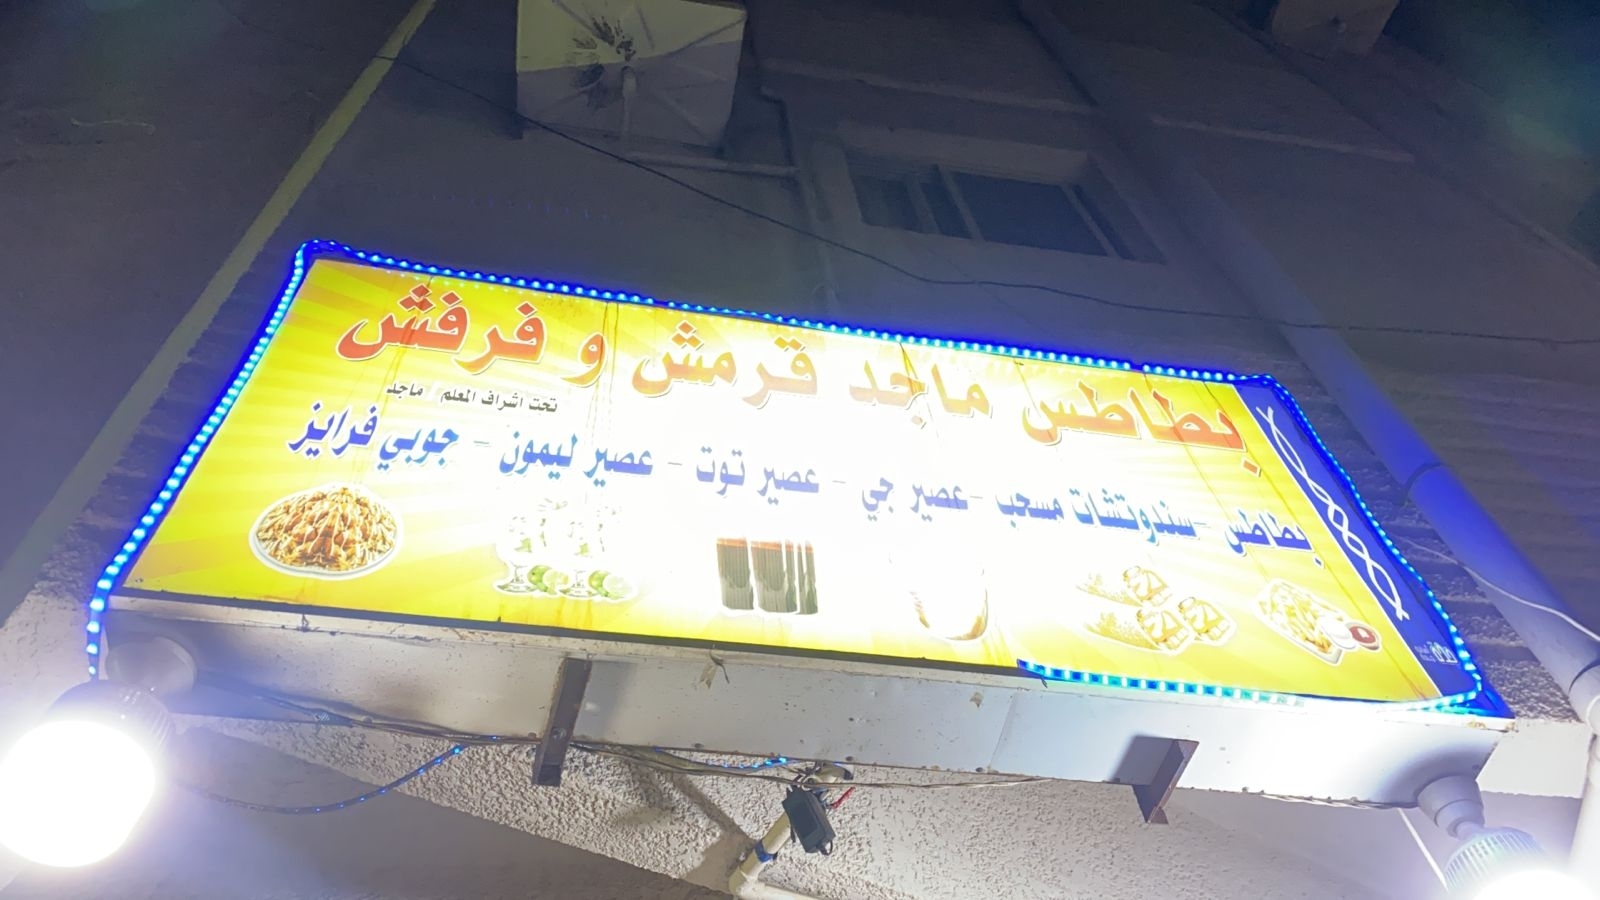 بطاطس ماجد قرمش و فرفش
تحت اشراف المعلم ماجد
بطاطس - سندوتشات مسحب - عصير جي - عصير توت - عصير ليمون - جوبي فرايز